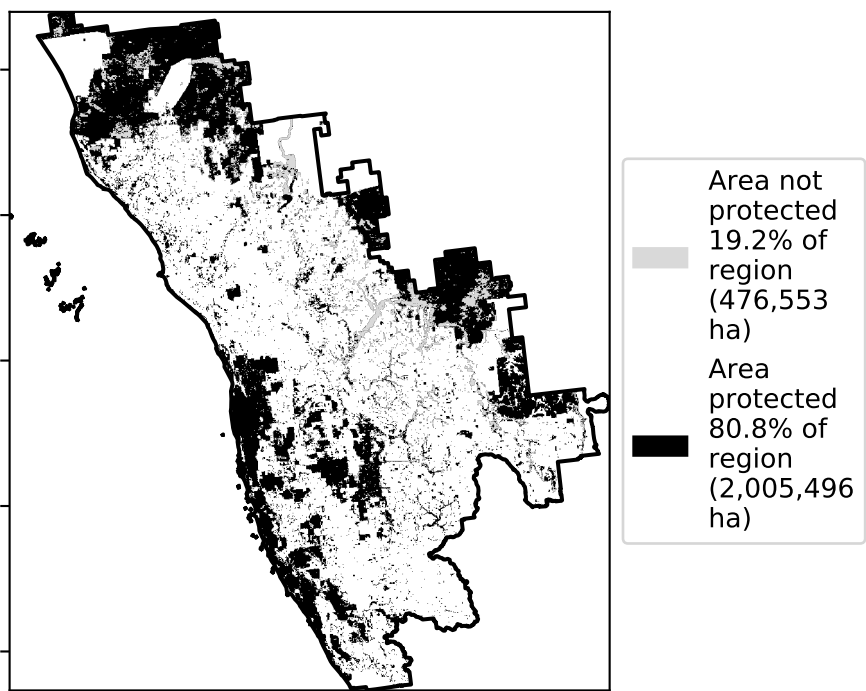 Area not
protected
19.2% of
region
(476,553
ha)
Area
protected
80.8% of
region
(2,005,496
ha)